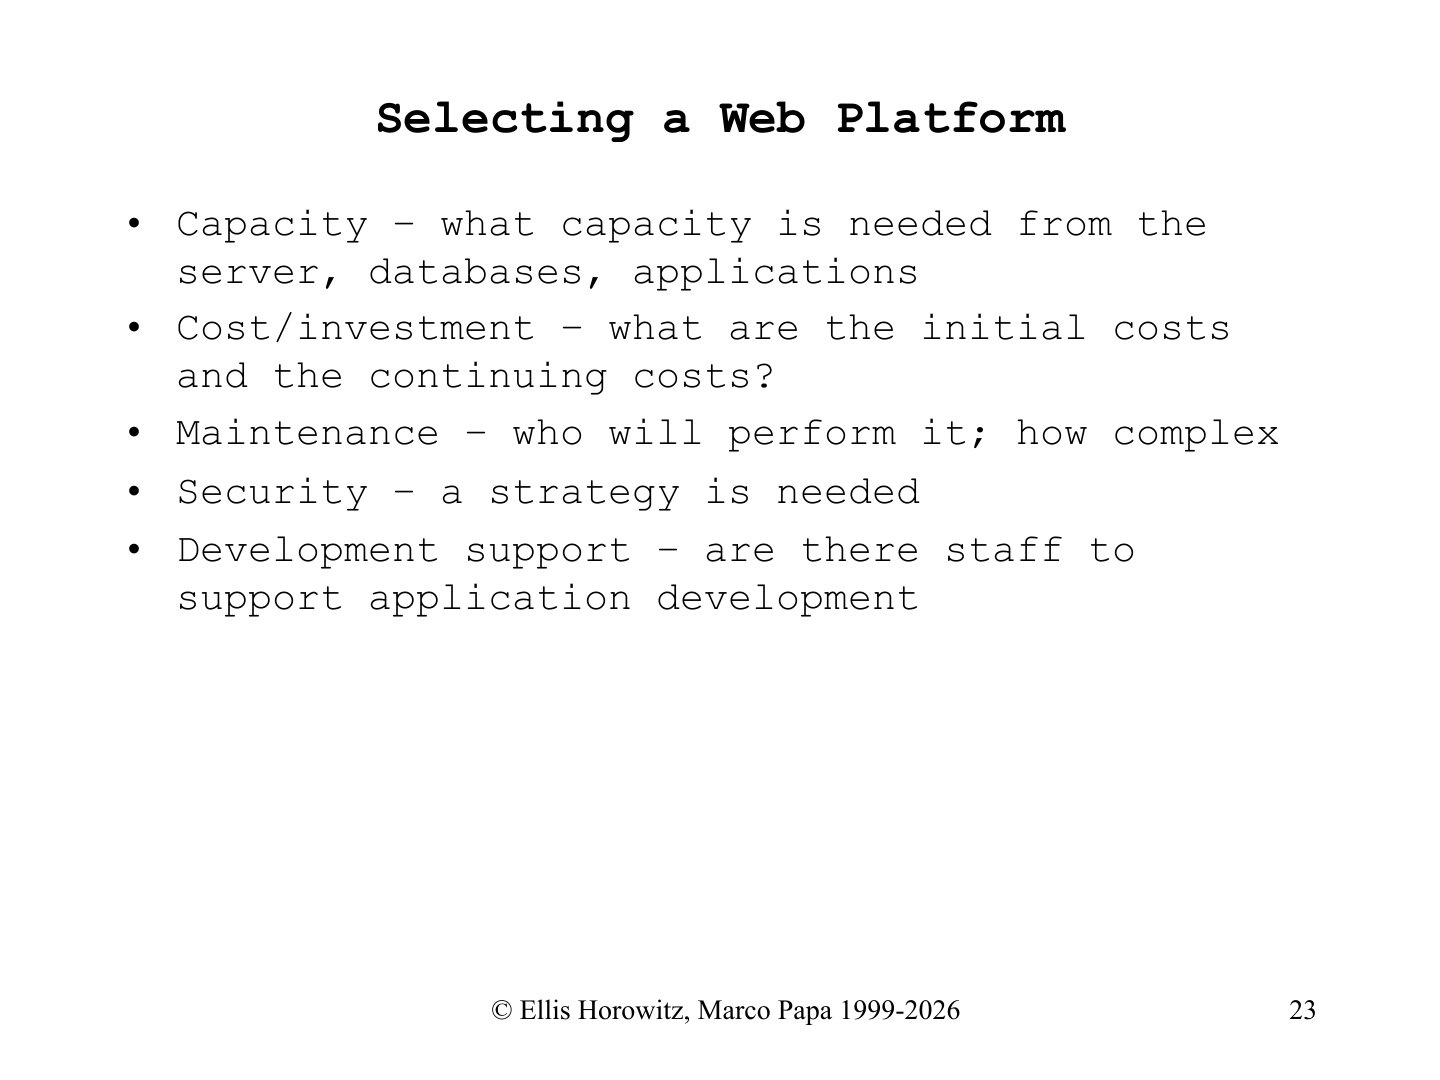 Selecting a Web Platform
• Capacity – what capacity is needed from the
server, databases, applications
• Cost/investment – what are the initial costs
and the continuing costs?
• Maintenance – who will perform it; how complex
• Security – a strategy is needed
• Development support – are there staff to
support application development
© Ellis Horowitz, Marco Papa 1999-2026
23